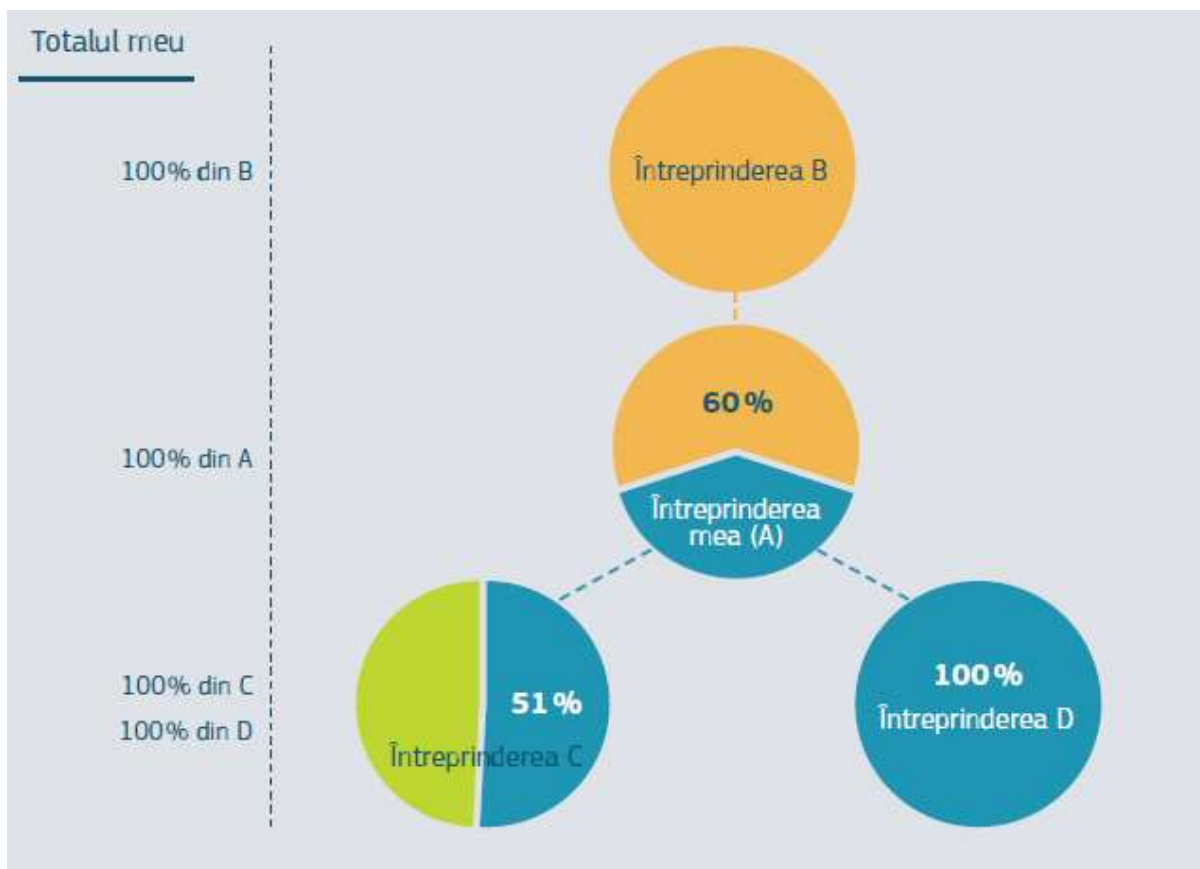 Totalul meu
100% din B
Întreprinderea B
60%
100% din A
Întreprinderea
mea (A)
100% din C
100% din D
51%
Întreprinderea C
100%
Întreprinderea D